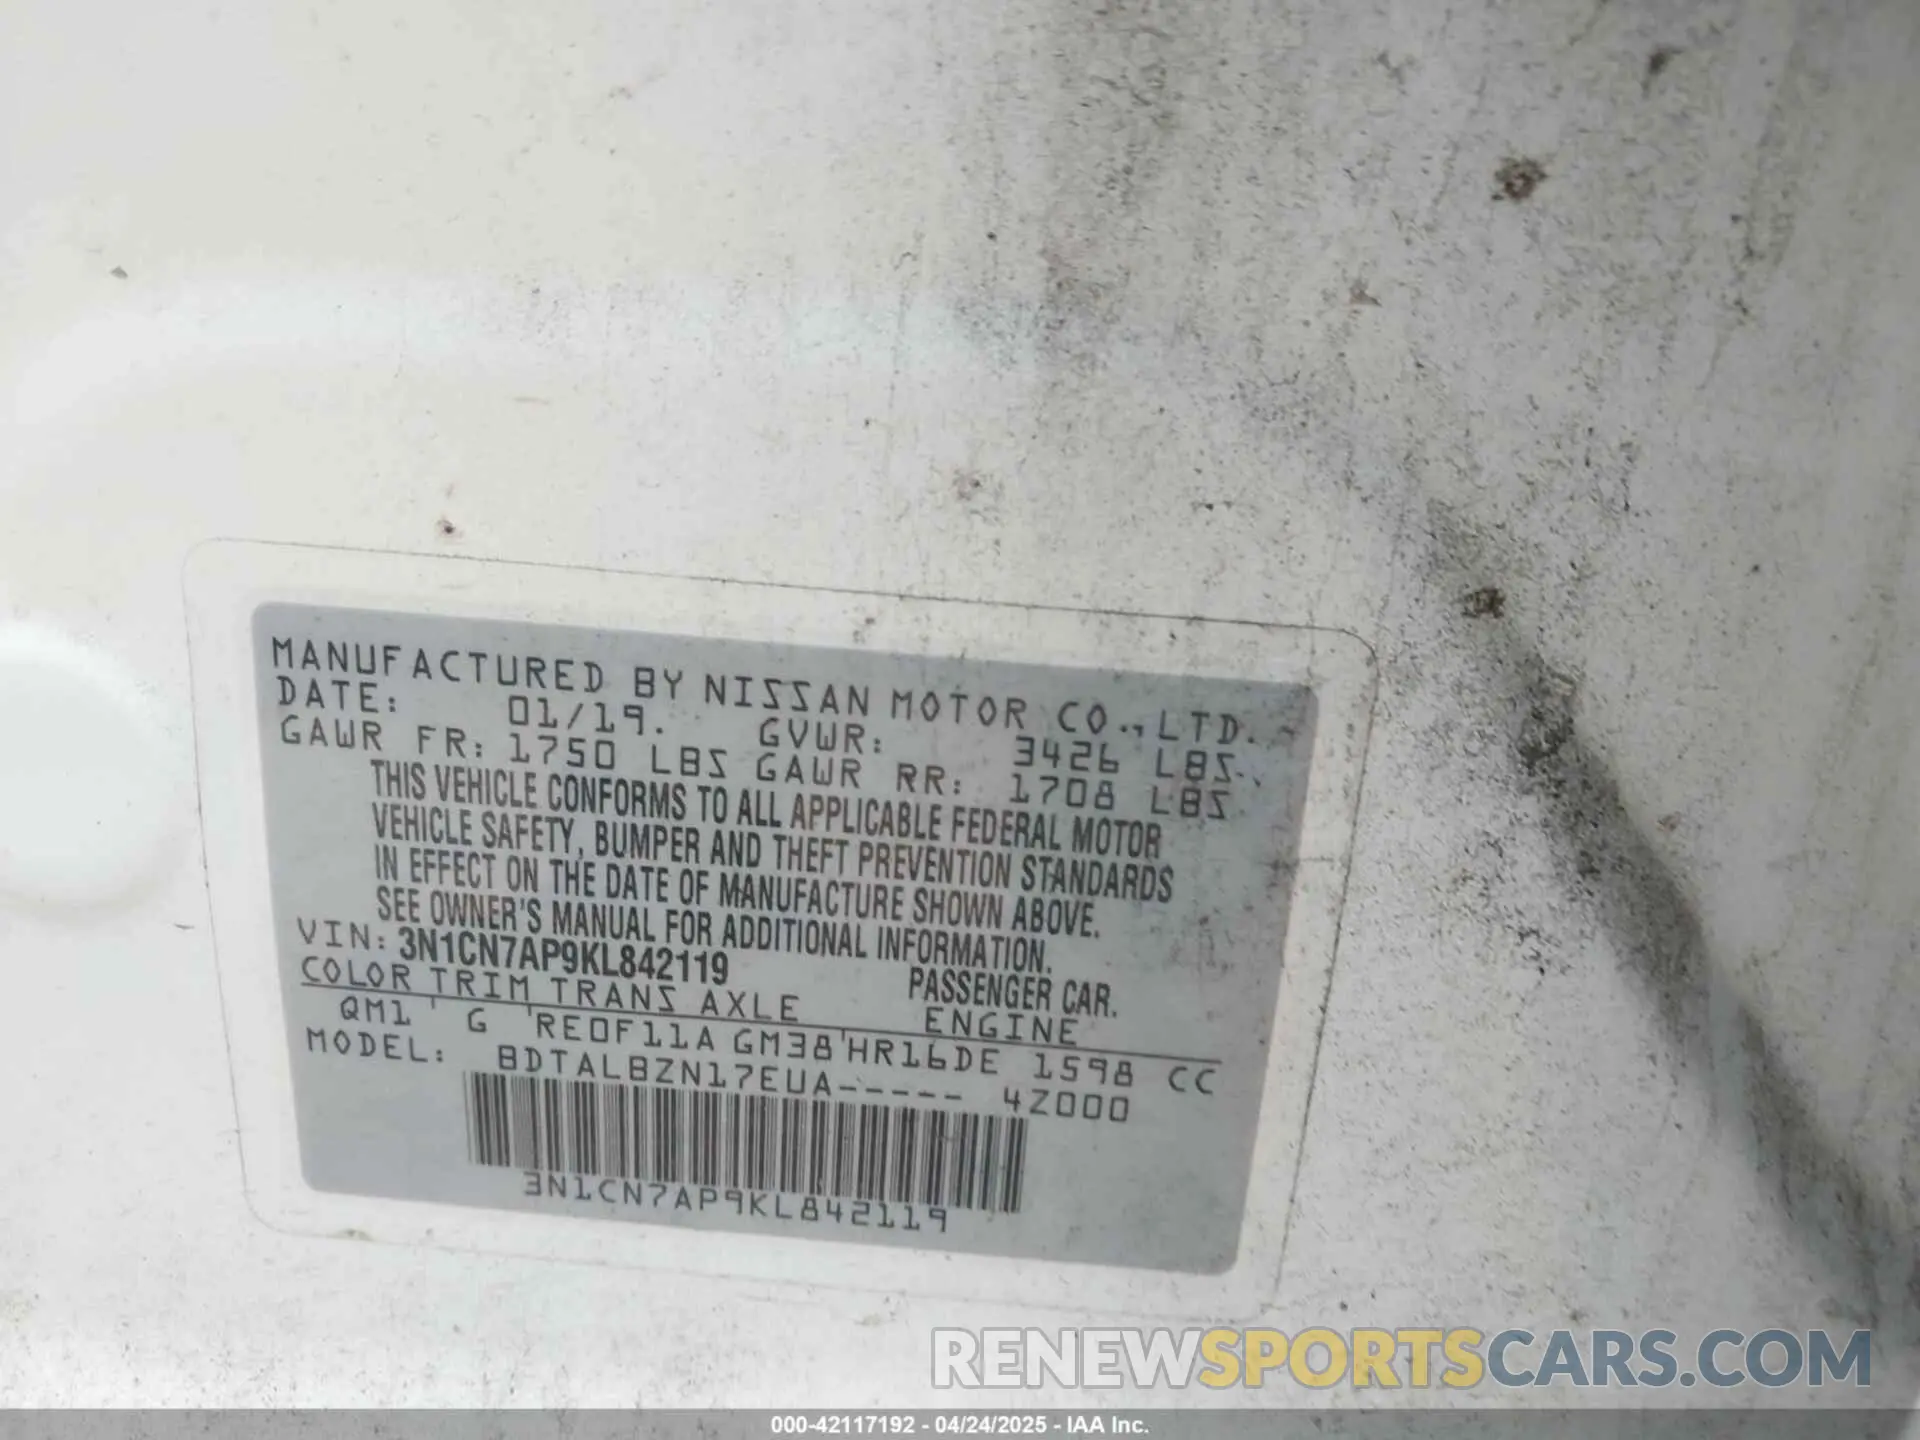 MANUFACTURED BY NISSAN MOTOR CO., LTD.
DATE: 01/19. GVWR: 3426 LBS.
GAWR FR: 1750 LBS GAWR RR: 1708 LBS
THIS VEHICLE CONFORMS TO ALL APPLICABLE FEDERAL MOTOR
VEHICLE SAFETY, BUMPER AND THEFT PREVENTION STANDARDS
IN EFFECT ON THE DATE OF MANUFACTURE SHOWN ABOVE.
SEE OWNER'S MANUAL FOR ADDITIONAL INFORMATION.
VIN: 3N1CN7AP9KL842119 PASSENGER CAR.
COLOR TRIM TRANS AXLE ENGINE
QM1 ' G 'RE0F11A GM38'HR16DE 1598 CC
MODEL: BDTALBZN17EUA----- 4Z000
3N1CN7AP9KL842119
RENEWSPORTSCARS.COM
000-42117192 - 04/24/2025 - IAA Inc.